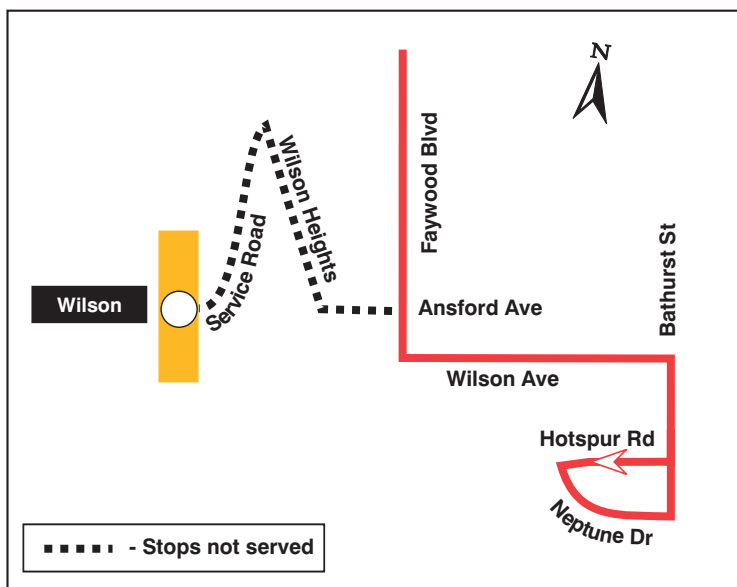 N
Faywood Blvd
Wilson Heights
Service Road
Bathurst St
Wilson
Ansford Ave
Wilson Ave
Hotspur Rd
Neptune Dr
- Stops not served